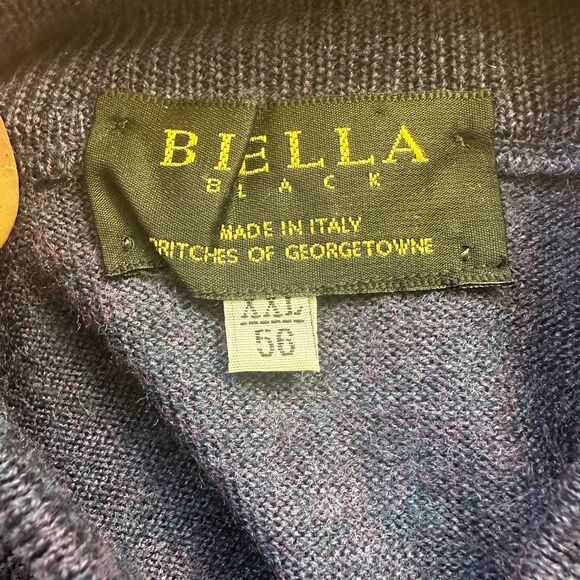 BIELLA
BLACK
MADE IN ITALY
BRITCHES OF GEORGETOWNE
XXL
56